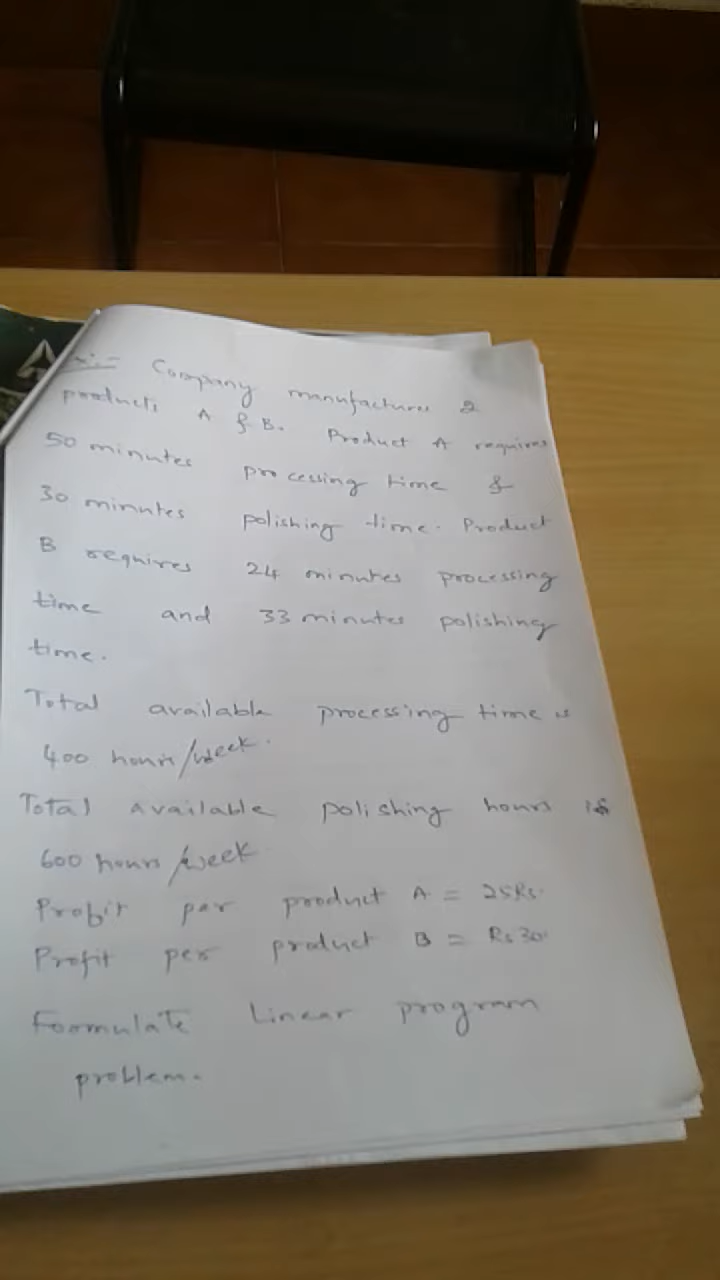 Ex:- Company manufactures 2
products A & B. Product A requires
50 minutes processing time &
30 minutes polishing time. Product
B requires 24 minutes processing
time and 33 minutes polishing
time.
Total available processing time is
400 hours/week.
Total available polishing hours is
600 hours/week
Profit per product A = 25Rs.
Profit per product B = Rs 30
Formulate Linear program
problem.